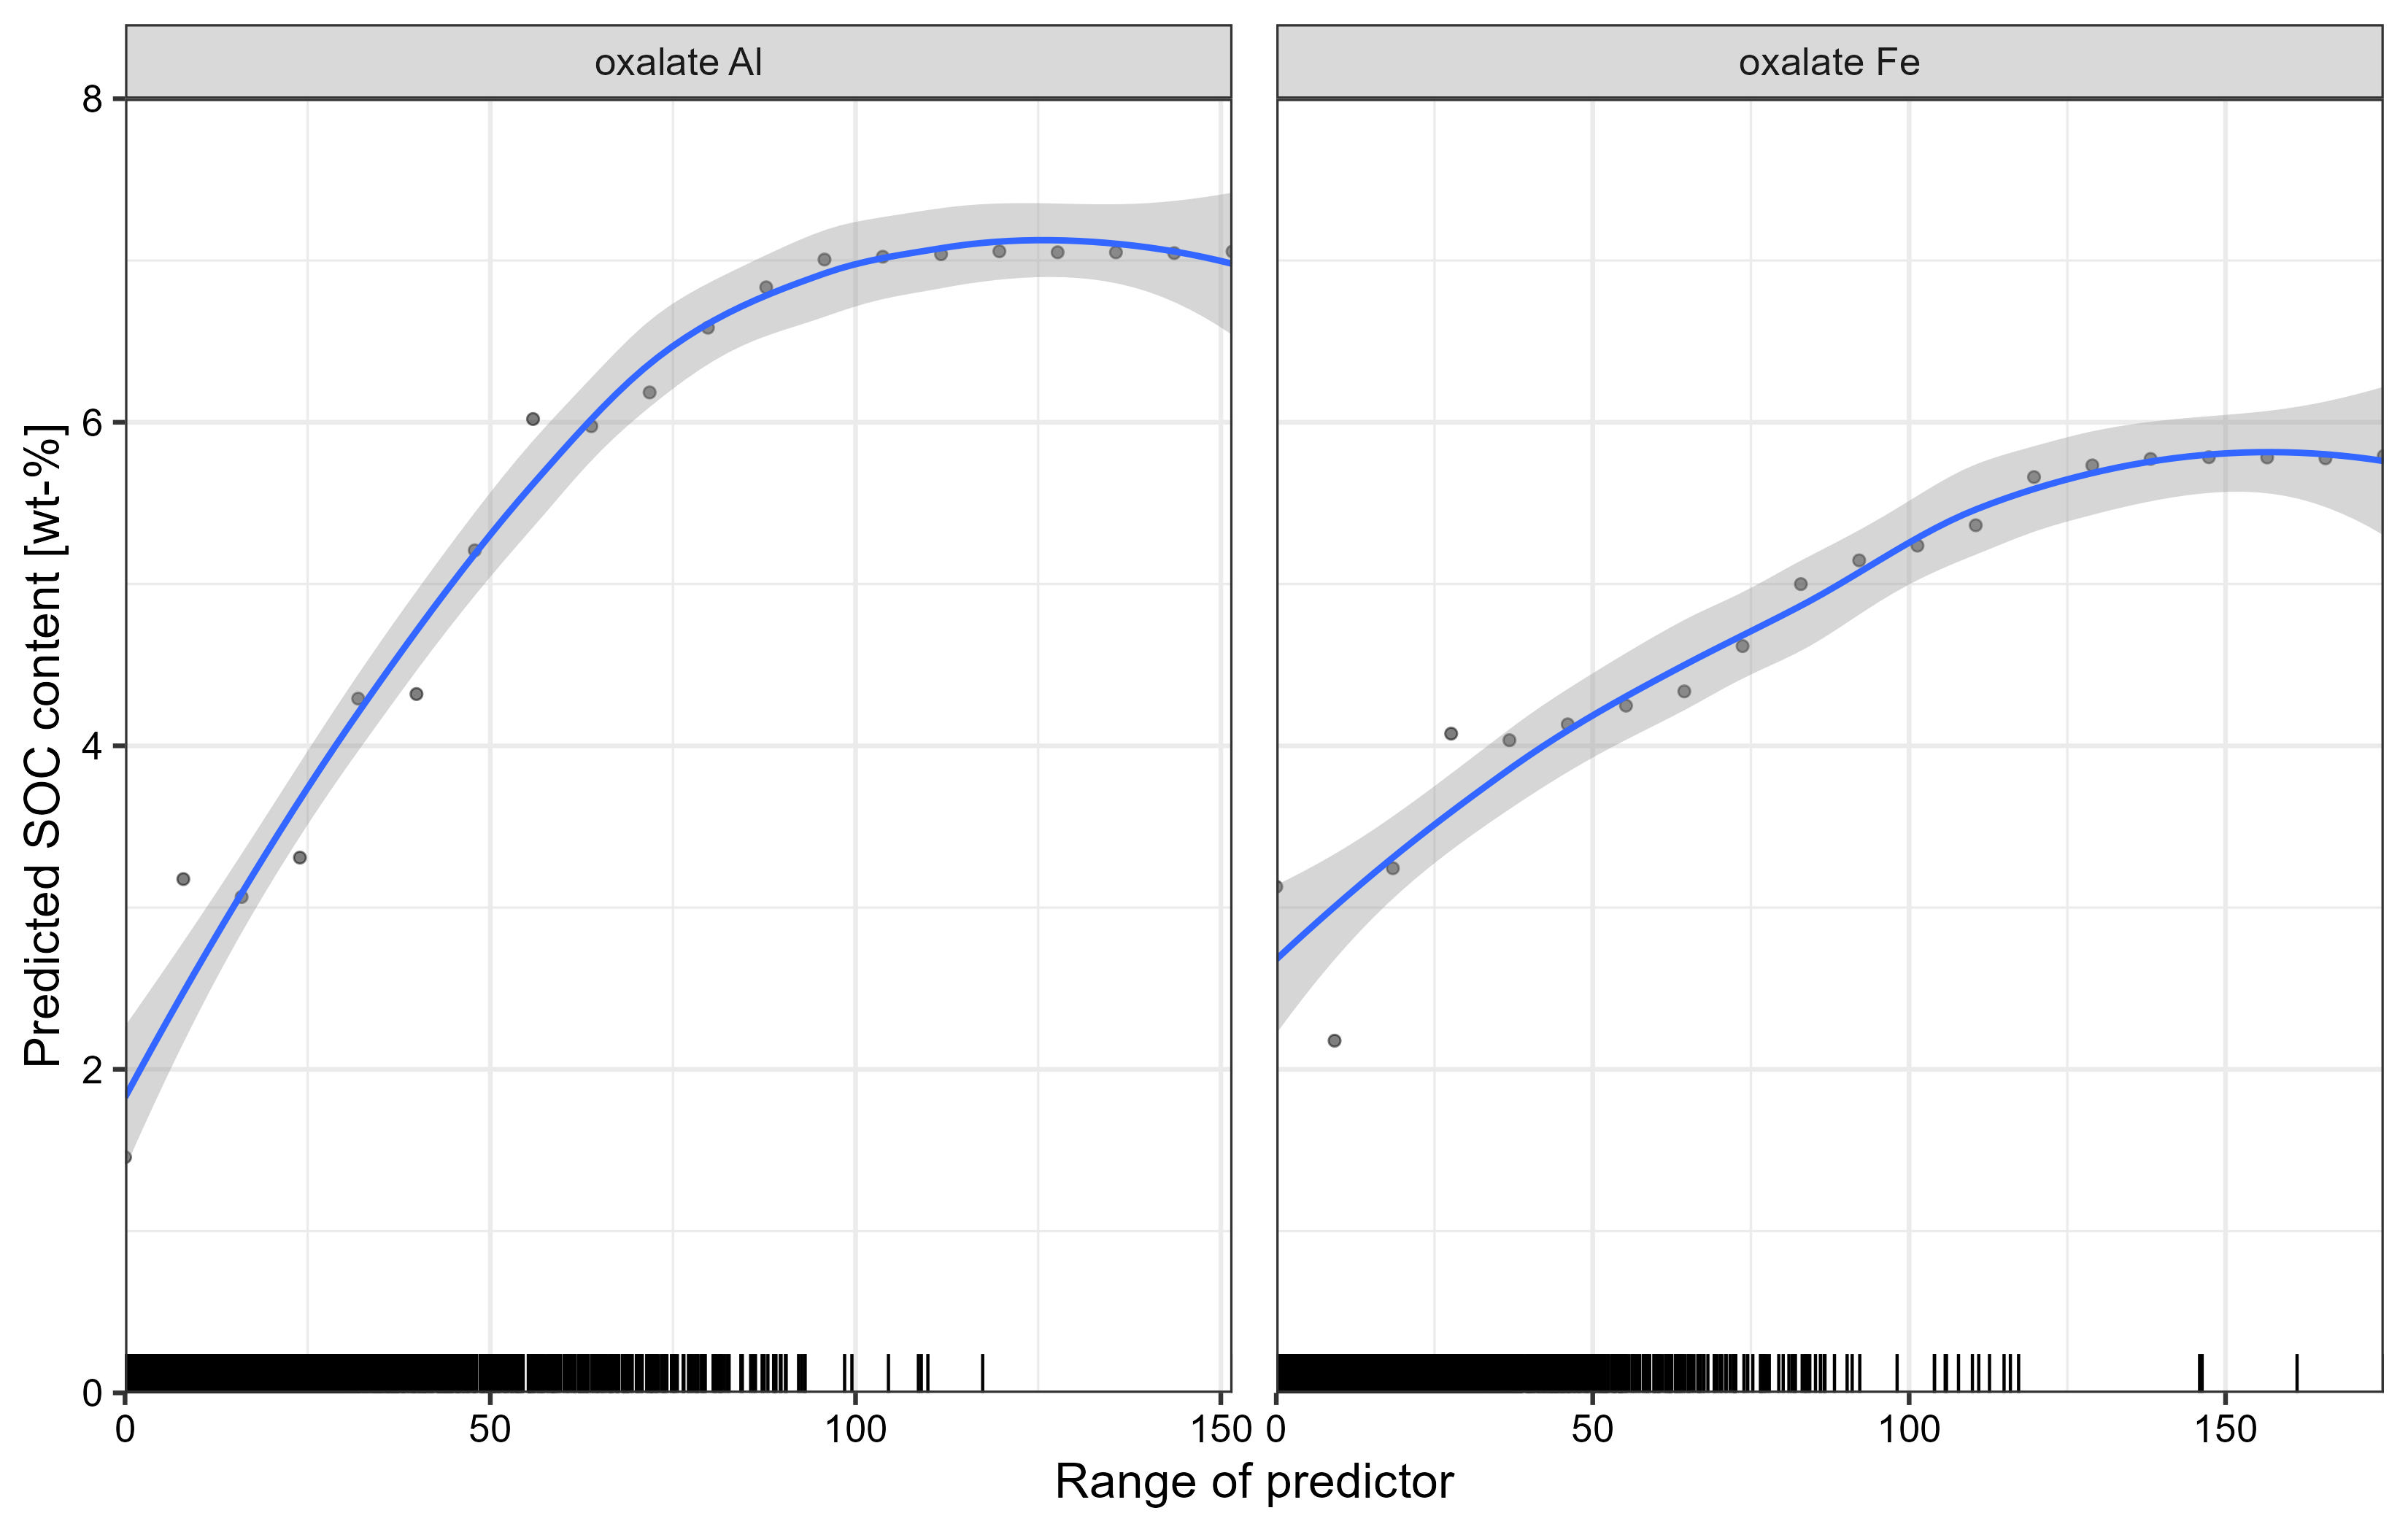 oxalate Al
oxalate Fe
Predicted SOC content [wt-%]
8
6
4
2
0
0 50 100 150
0 50 100 150
Range of predictor